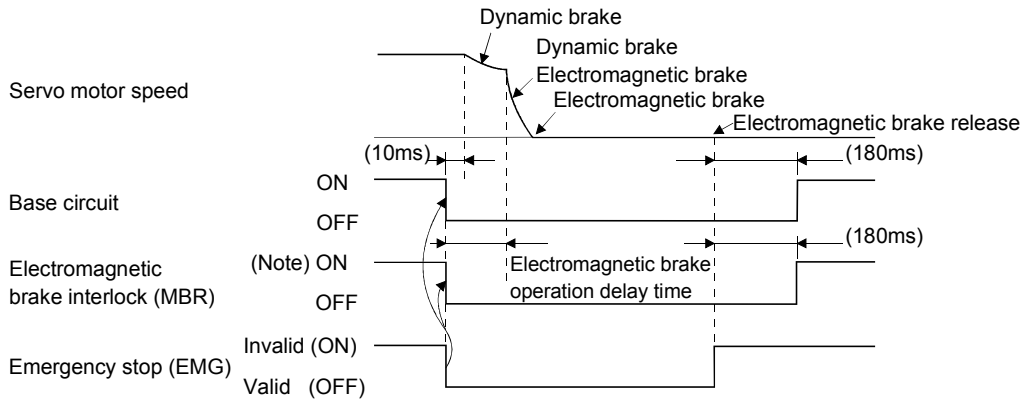 Dynamic brake
Dynamic brake
Electromagnetic brake
Electromagnetic brake
Servo motor speed
Electromagnetic brake release
(10ms)
(180ms)
Base circuit
ON
OFF
(180ms)
Electromagnetic
brake interlock (MBR)
(Note) ON
OFF
Electromagnetic brake
operation delay time
Emergency stop (EMG)
Invalid (ON)
Valid (OFF)